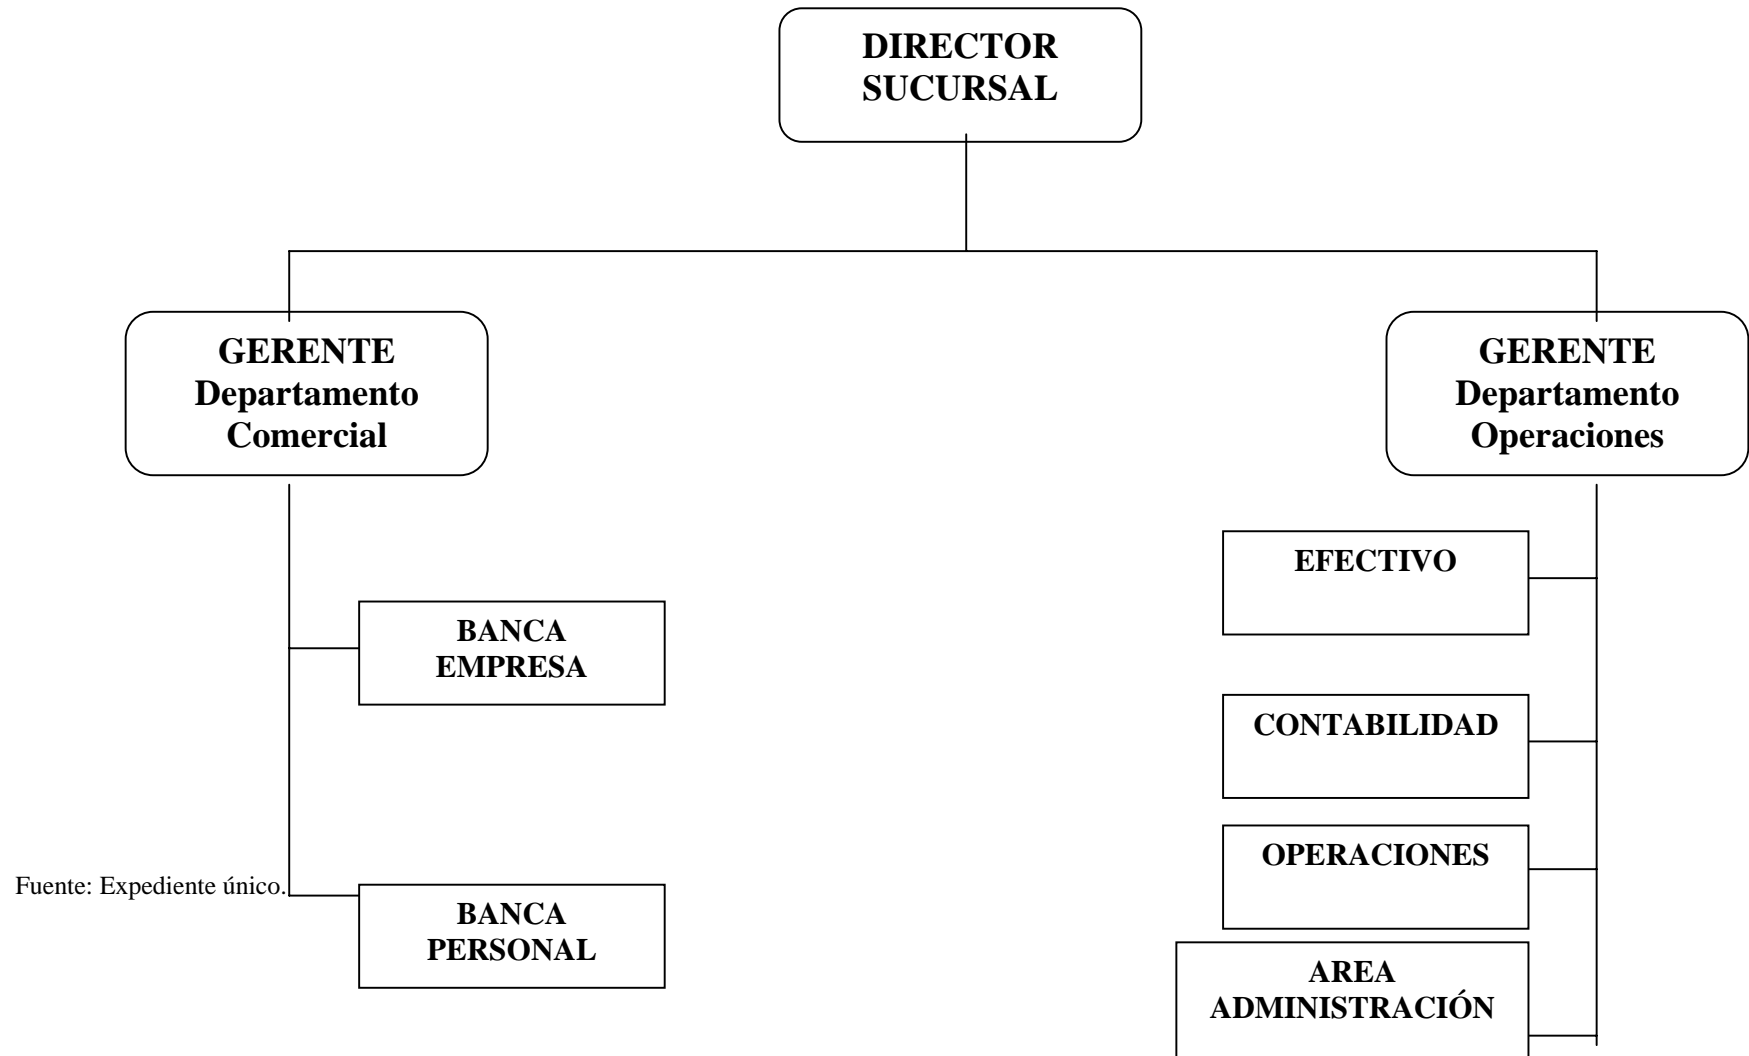 DIRECTOR
SUCURSAL
GERENTE
Departamento
Comercial
GERENTE
Departamento
Operaciones
EFECTIVO
BANCA
EMPRESA
CONTABILIDAD
OPERACIONES
Fuente: Expediente único.
BANCA
PERSONAL
AREA
ADMINISTRACIÓN